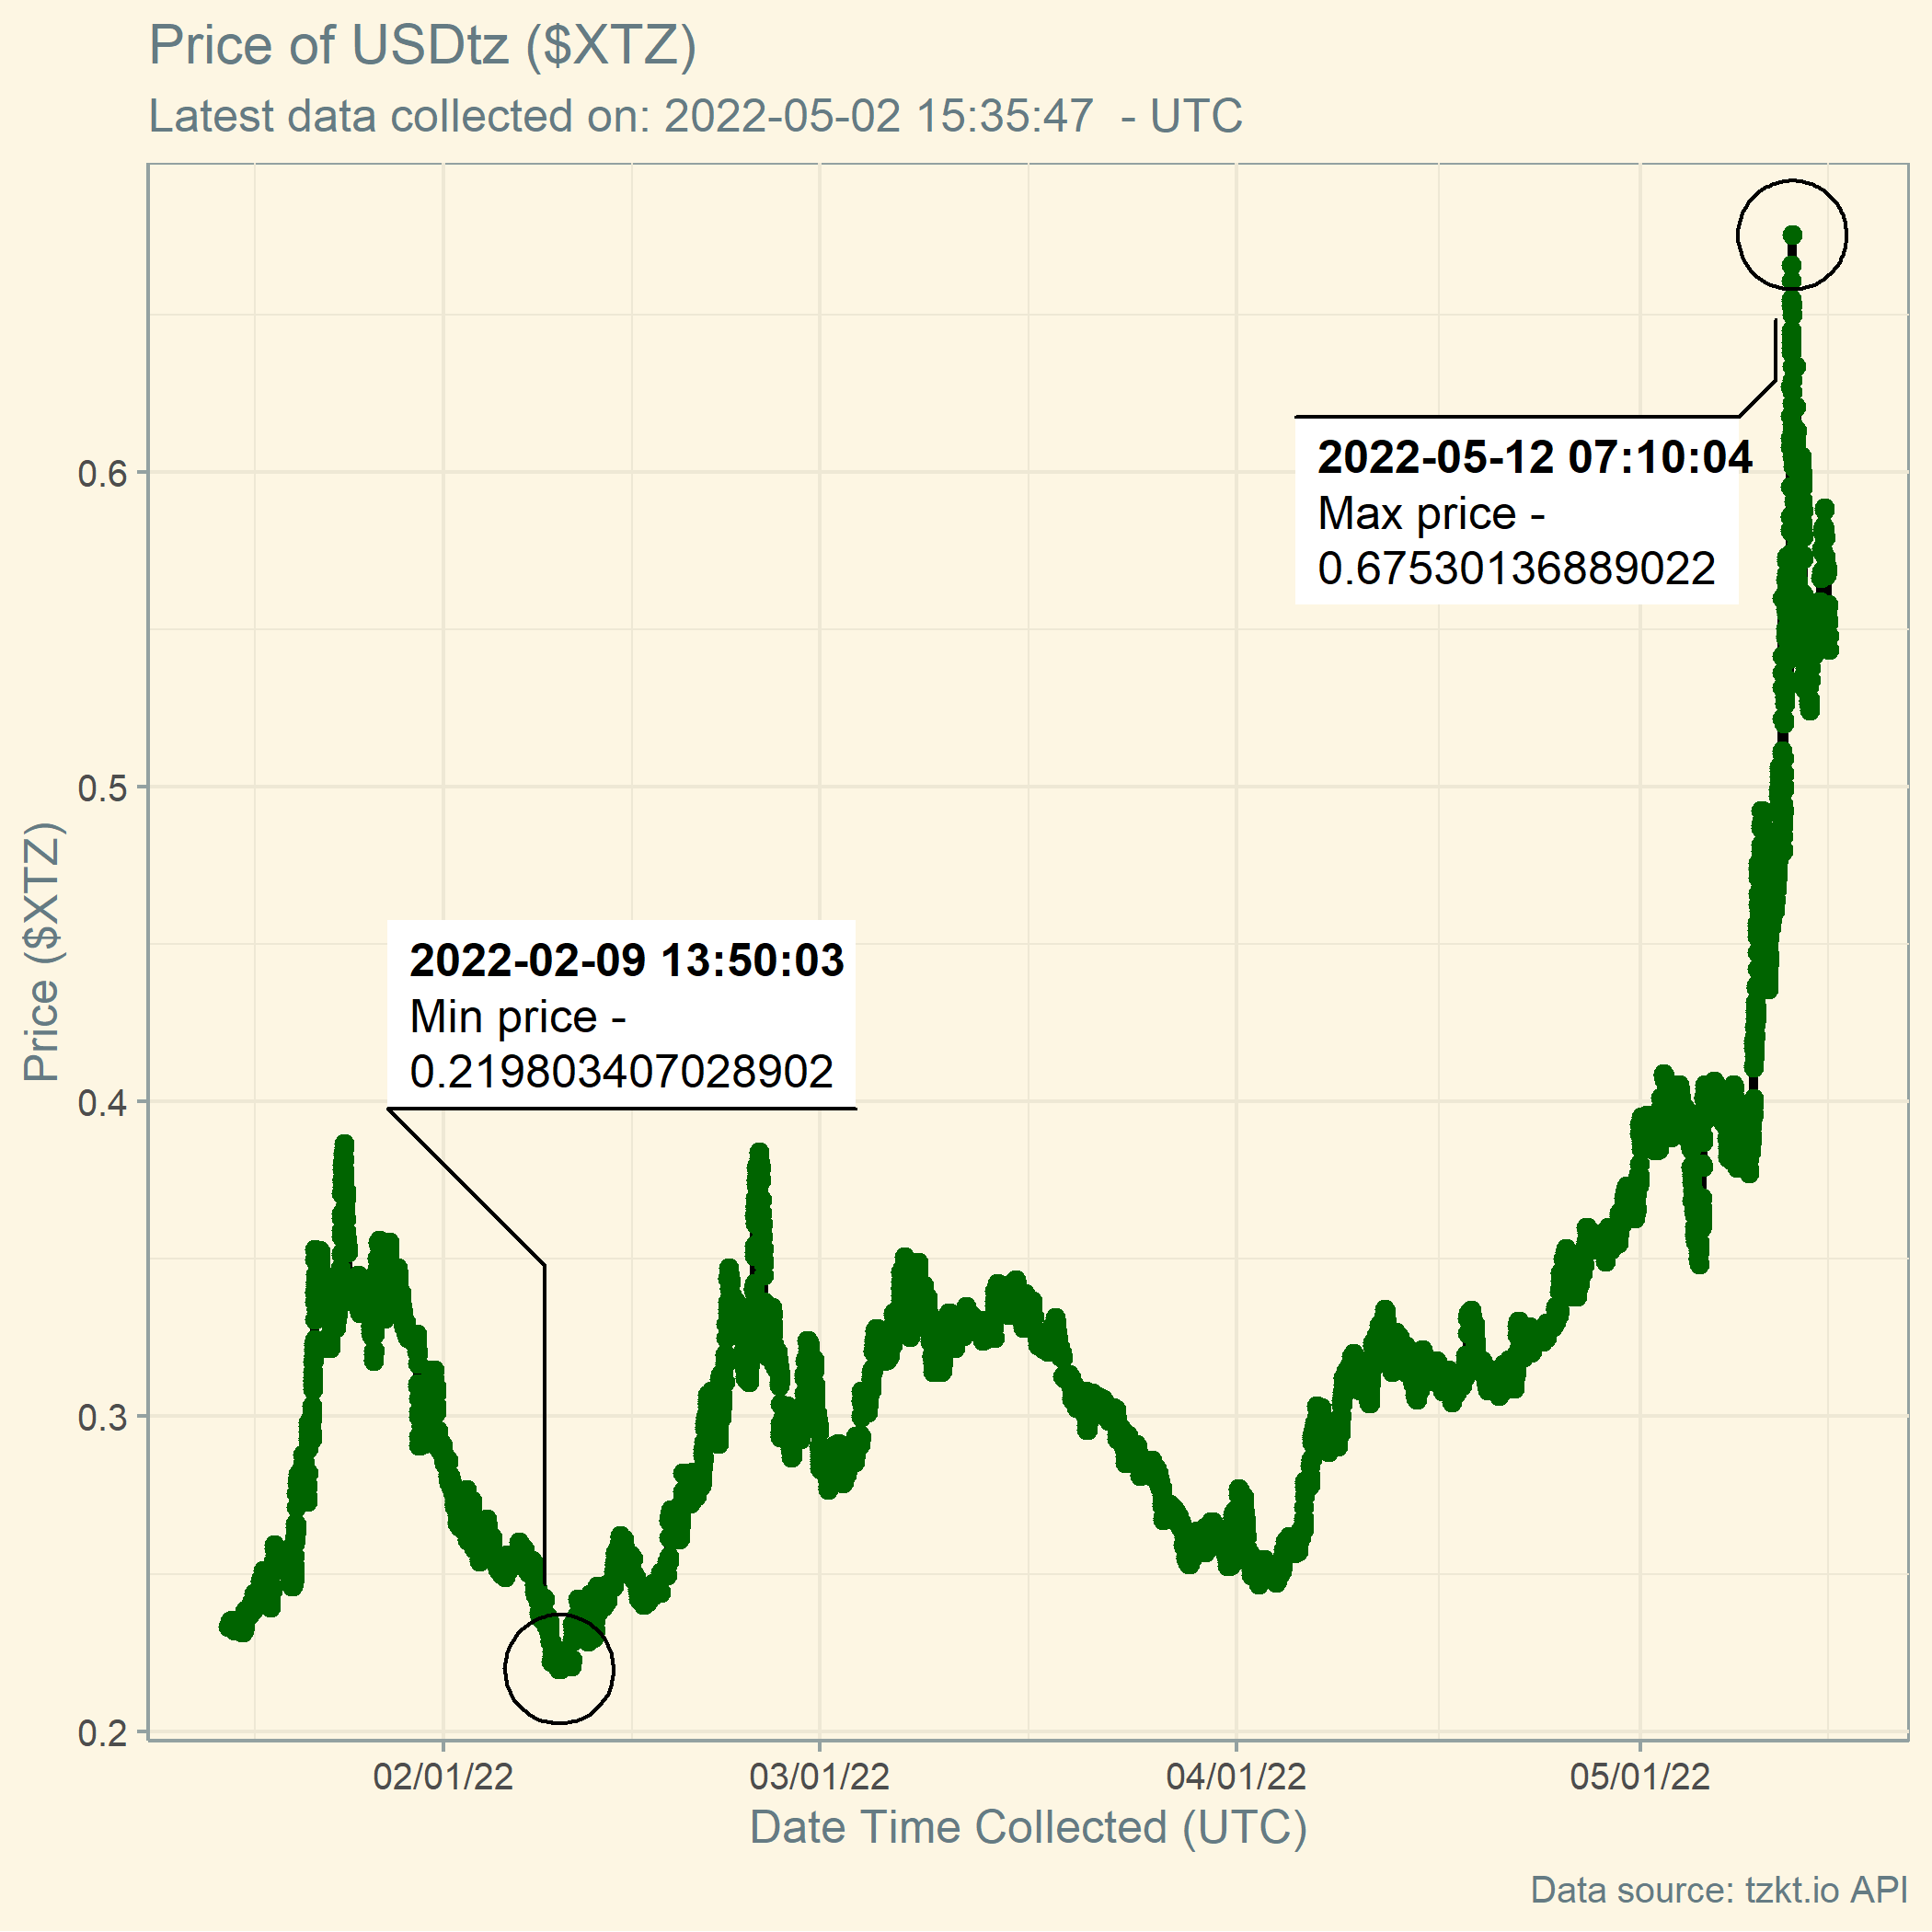 Price of USDtz ($XTZ)
Latest data collected on: 2022-05-02 15:35:47  - UTC
2022-05-12 07:10:04
Max price -
0.67530136889022
2022-02-09 13:50:03
Min price -
0.219803407028902
Price ($XTZ)
0.6
0.5
0.4
0.3
0.2
02/01/22
03/01/22
04/01/22
05/01/22
Date Time Collected (UTC)
Data source: tzkt.io API